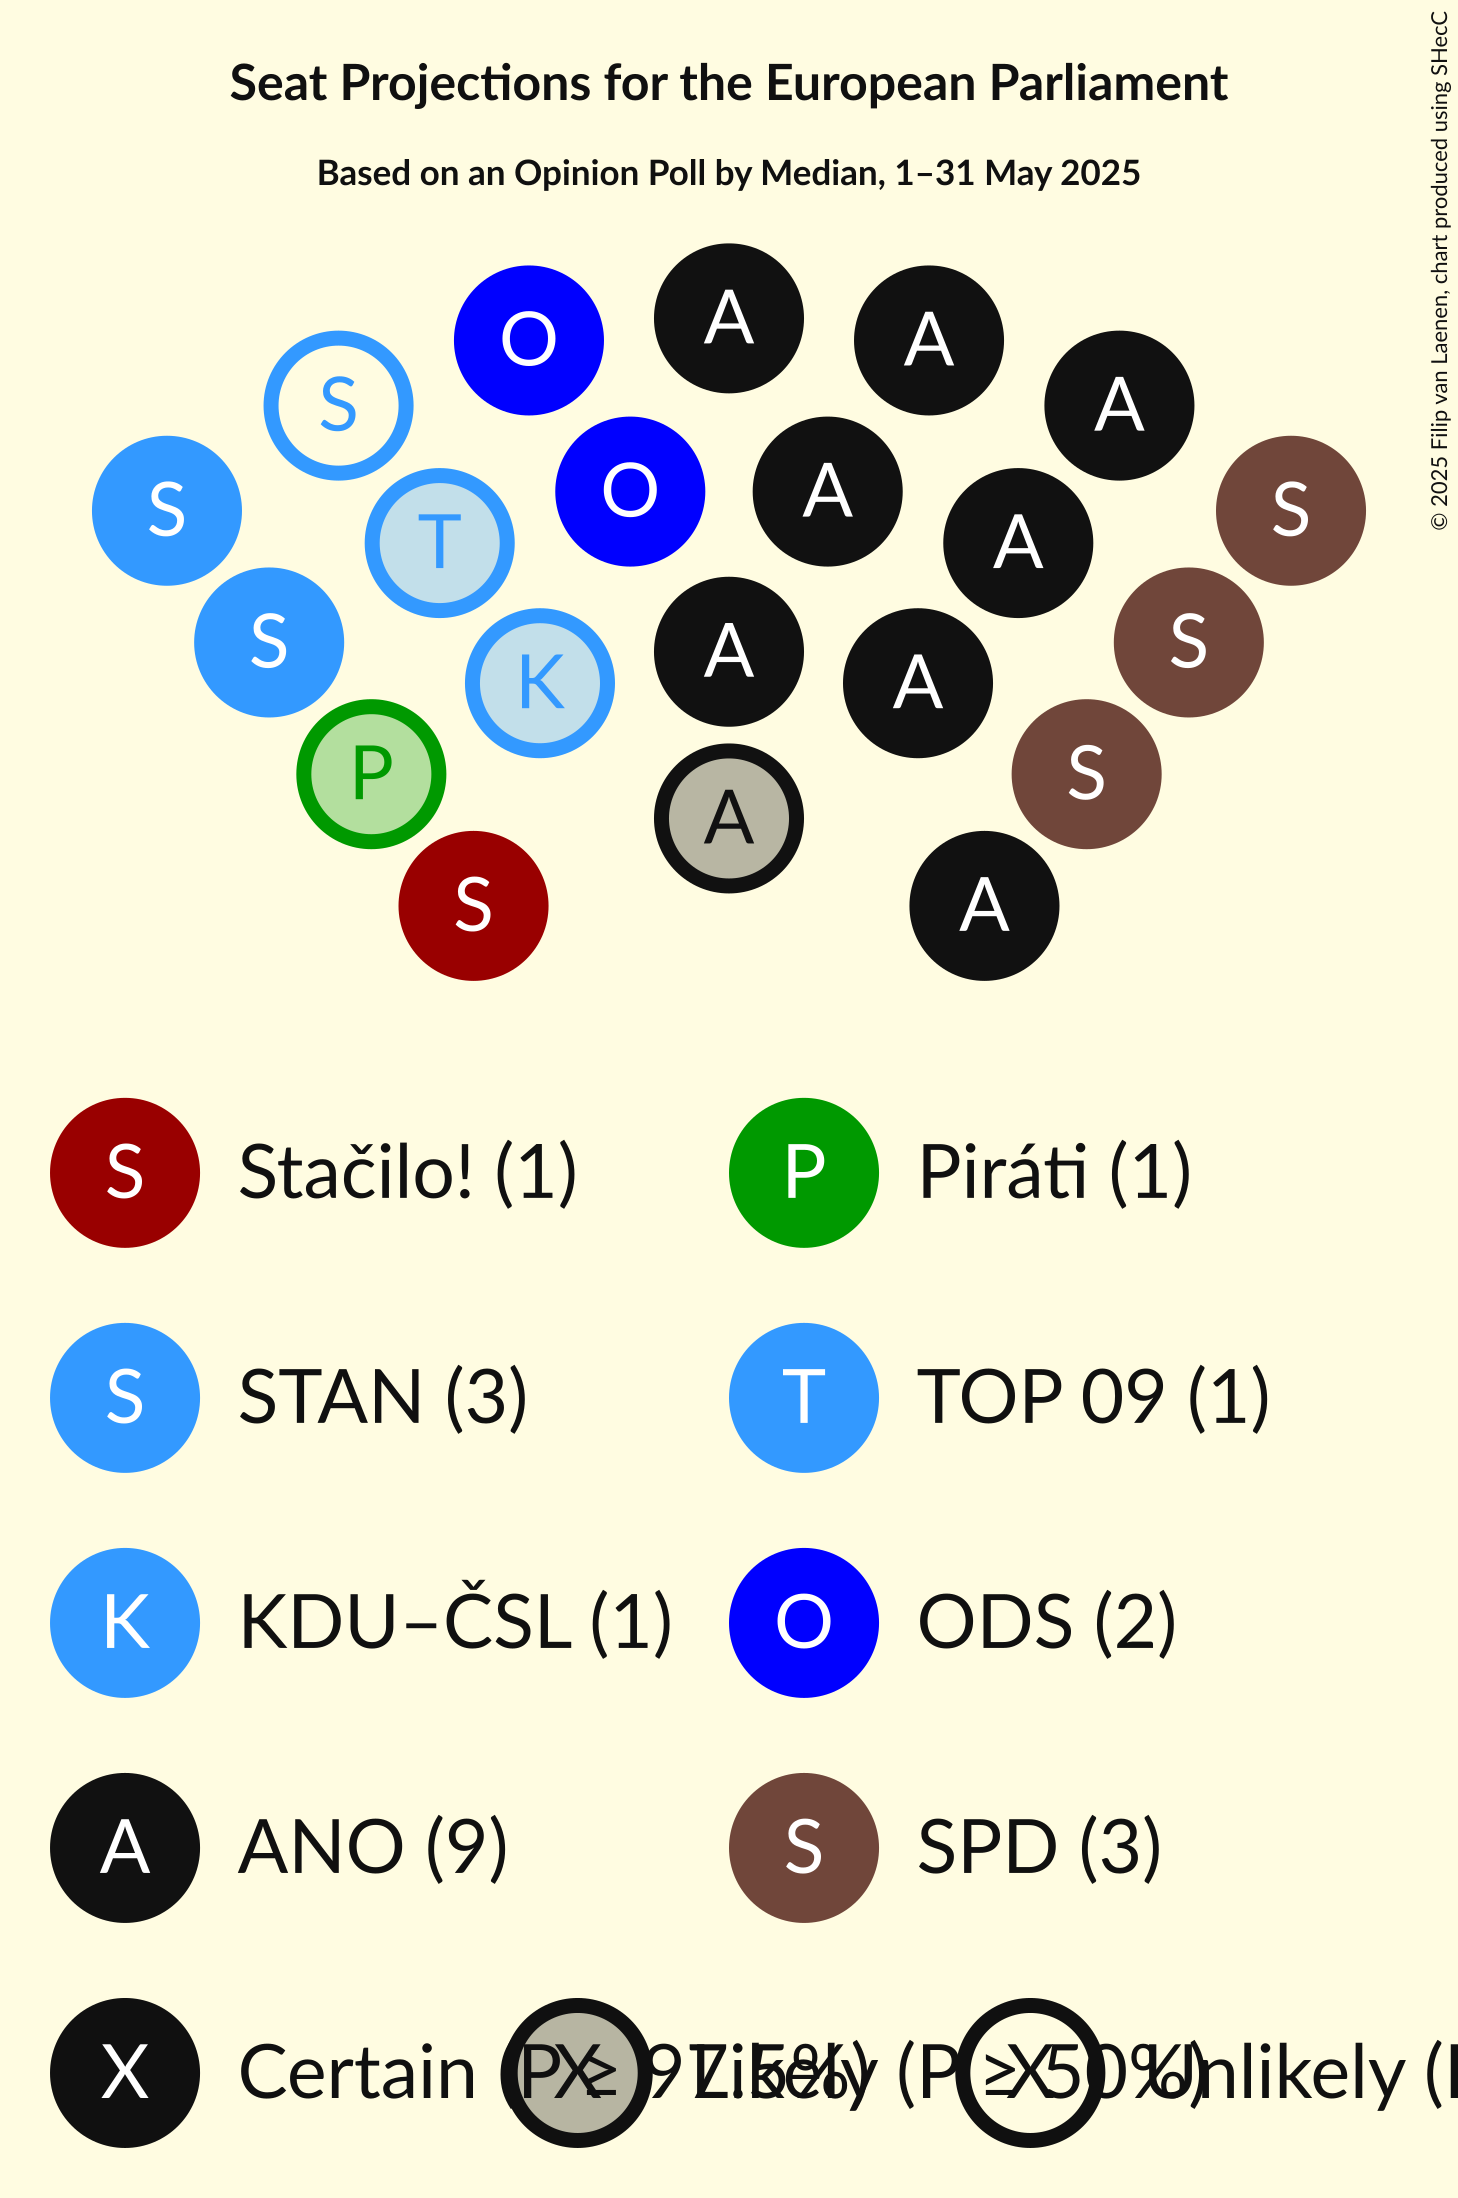 Seat Projections for the European Parliament
Based on an Opinion Poll by Median, 1–31 May 2025
© 2025 Filip van Laenen, chart produced using SHecC
A
O A
S A
S S
O A
T A
S S
A
K A
P S
A
S A
S Stačilo! (1) P Piráti (1)
S STAN (3) T TOP 09 (1)
K KDU–ČSL (1) O ODS (2)
A ANO (9) S SPD (3)
X Certain (P ≥ 97.5%) X Likely (P ≥ 50%) X Unlikely (